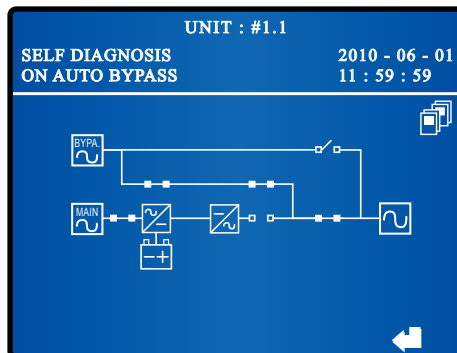 UNIT : #1.1
SELF DIAGNOSIS
2010 - 06 - 01
ON AUTO BYPASS
11 : 59 : 59
BYPA.
MAIN